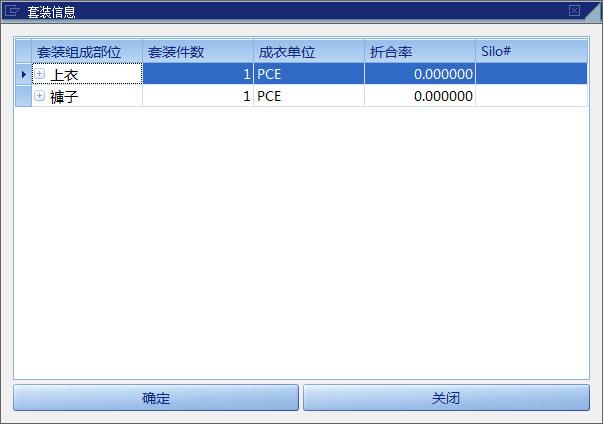 套装信息
套装组成部位 套装件数 成衣单位 折合率 Silo#
上衣 1 PCE 0.000000
褲子 1 PCE 0.000000
确定 关闭